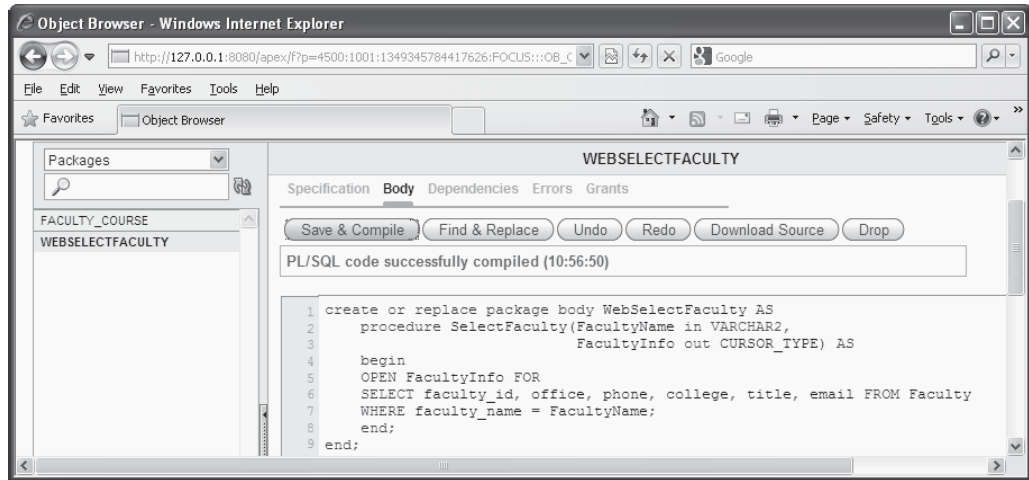 Object Browser - Windows Internet Explorer
http://127.0.0.1:8080/apex/f?p=4500:1001:1349345784417626:FOCUS:::OB_C
Google
File Edit View Favorites Tools Help
Favorites
Object Browser
Page Safety Tools
Packages
FACULTY_COURSE
WEBSELECTFACULTY
WEBSELECTFACULTY
Specification Body Dependencies Errors Grants
Save & Compile Find & Replace Undo Redo Download Source Drop
PL/SQL code successfully compiled (10:56:50)
1 create or replace package body WebSelectFaculty AS
2 procedure SelectFaculty(FacultyName in VARCHAR2,
3 FacultyInfo out CURSOR_TYPE) AS
4 begin
5 OPEN FacultyInfo FOR
6 SELECT faculty_id, office, phone, college, title, email FROM Faculty
7 WHERE faculty_name = FacultyName;
8 end;
9 end;